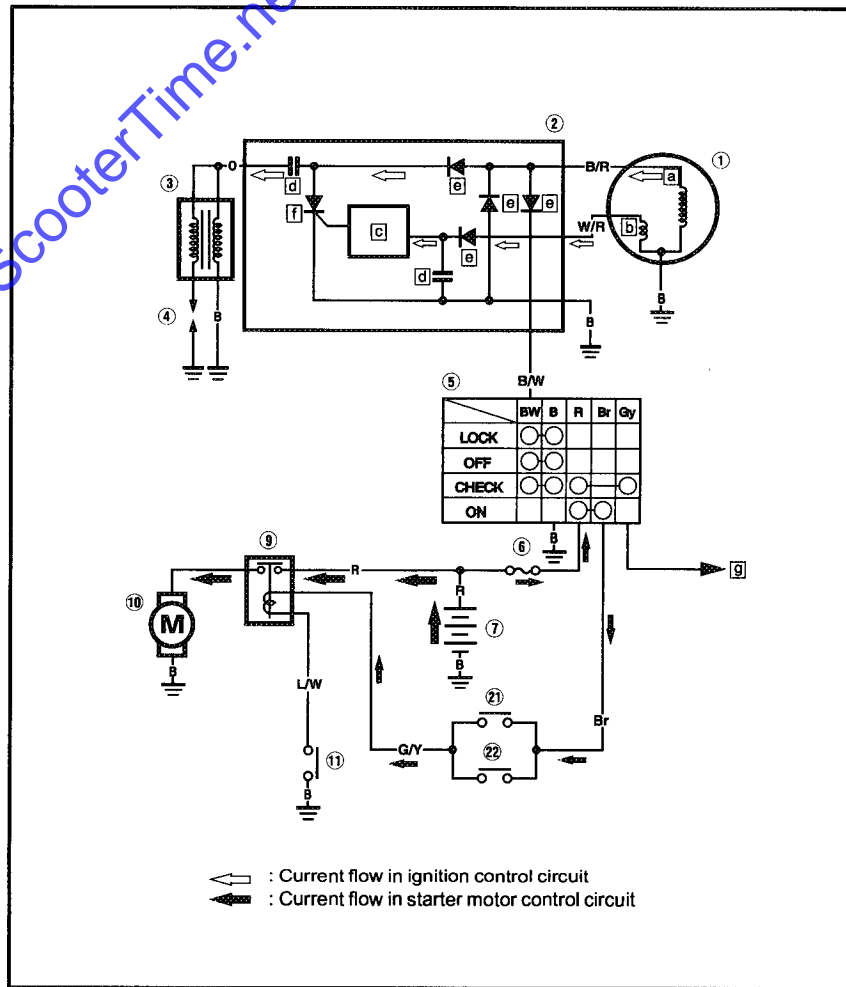 ScooterTime.ne
②
B/R
①
③
O
d
e
a
e
e
f
c
W/R
b
e
d
④
B
B
B
⑤
B/W
BW B R Br Gy
LOCK
OFF
CHECK
ON
⑨
B
⑥
R
g
⑩
M
R
⑦
B
B
L/W
㉑
Br
G/Y
㉒
⑪
B
: Current flow in ignition control circuit
: Current flow in starter motor control circuit